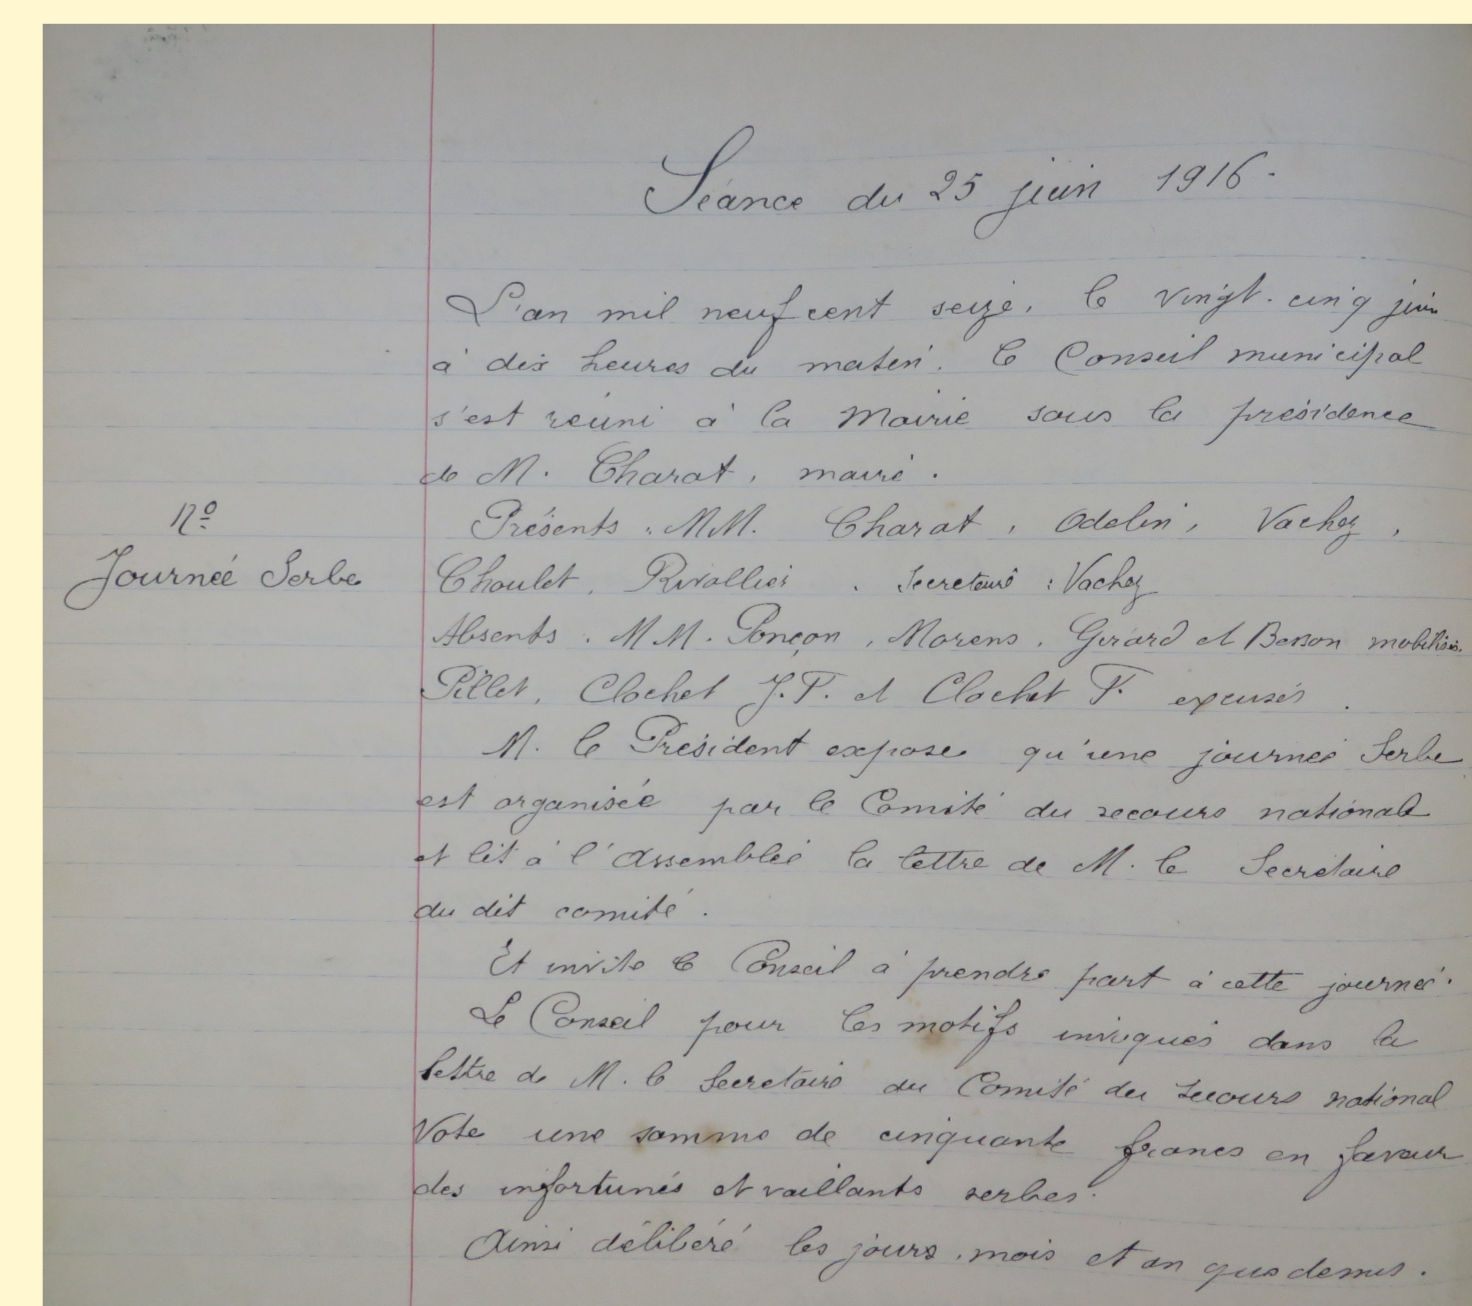 Séance du 25 juin 1916.
L'an mil neuf cent seize, le vingt-cinq juin
à dix heures du matin, le Conseil municipal
s'est réuni à la Mairie sous la présidence
de M. Charat, maire.
Nº
Journée Serbe
Présents : MM. Charat, Odelin, Vachez,
Choulet, Rivollier. Secrétaire : Vachez
Absents. MM. Ponçon, Morens, Girard et Besson mobilisés.
Pillet, Clochet J.P. et Clochet P. excusés.
M. le Président expose qu'une journée Serbe
est organisée par le Comité du secours national
et lit à l'Assemblée la lettre de M. le Secrétaire
du dit comité.
Et invite le Conseil à prendre part à cette journée.
Le Conseil pour les motifs invoqués dans la
lettre de M. le Secrétaire du Comité du Secours national
Vote une somme de cinquante francs en faveur
des infortunés et vaillants serbes.
Ainsi délibéré les jours, mois et an que dessus.